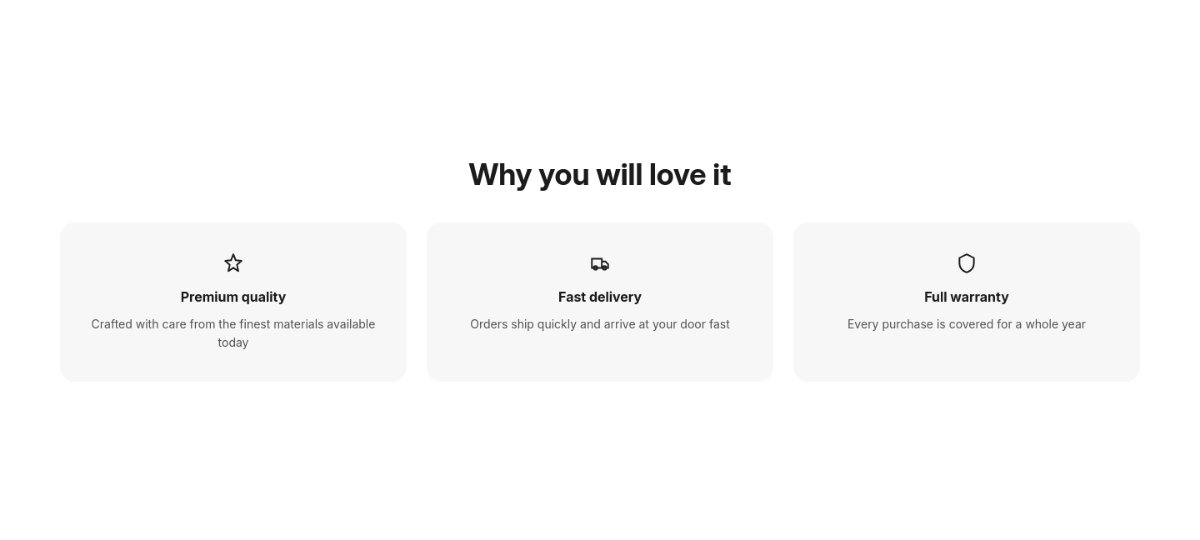 Why you will love it
Premium quality
Crafted with care from the finest materials available
today
Fast delivery
Orders ship quickly and arrive at your door fast
Full warranty
Every purchase is covered for a whole year